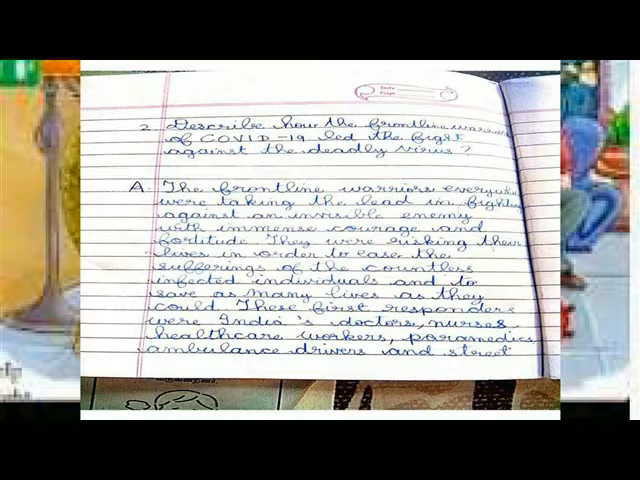 Date
Page
2. Describe how the frontline warriors
of COVID-19 led the fight
against the deadly virus?
A. The frontline warriors everywhere
were taking the lead in fighting
against an invisible enemy
with immense courage and
fortitude. They were risking their
lives in order to ease the
sufferings of the countless
infected individuals and to
save as many lives as they
could. These first responders
were India's doctors, nurses,
healthcare workers, paramedics,
ambulance drivers and street